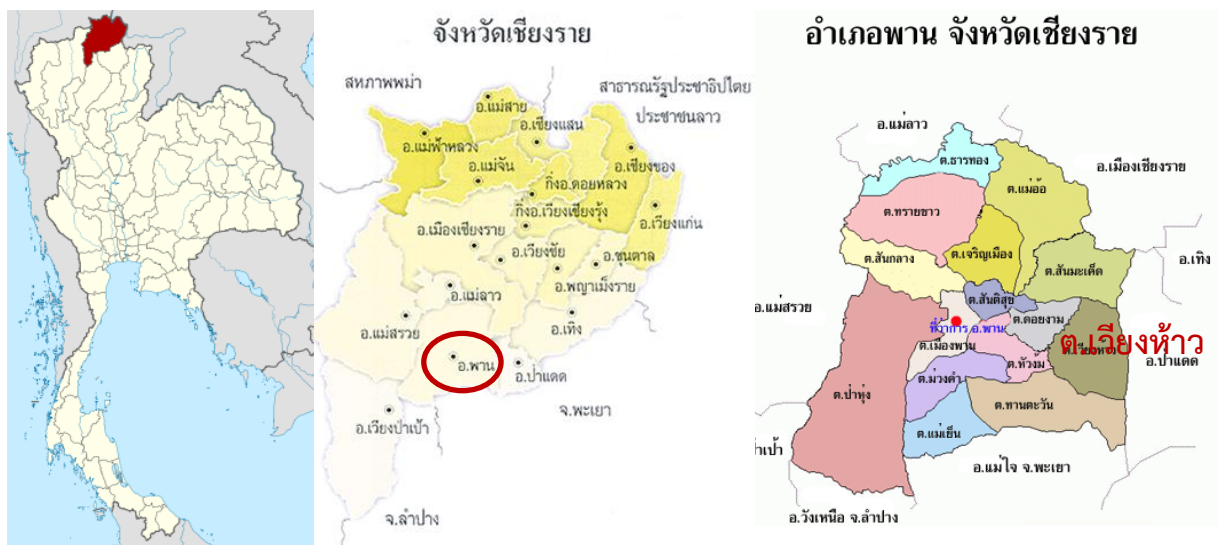 จังหวัดเชียงราย
สหภาพพม่า
สาธารณรัฐประชาธิปไตย
ประชาชนลาว
อ.แม่สาย
อ.เชียงแสน
อ.แม่ฟ้าหลวง
อ.แม่จัน
อ.เชียงของ
กิ่งอ.ดอยหลวง
กิ่งอ.เวียงเชียงรุ้ง
อ.เวียงแก่น
อ.เมืองเชียงราย
อ.เวียงชัย
อ.ขุนตาล
อ.พญาเม็งราย
อ.แม่ลาว
อ.แม่สรวย
อ.เทิง
อ.พาน
อ.ป่าแดด
อ.เวียงป่าเป้า
จ.พะเยา
จ.ลำปาง
อำเภอพาน จังหวัดเชียงราย
อ.แม่ลาว
ต.ธารทอง
อ.เมืองเชียงราย
ต.แม่อ้อ
ต.ทรายขาว
ต.เจริญเมือง
ต.สันกลาง
ต.สันมะเค็ด
อ.เทิง
อ.แม่สรวย
ต.สันติสุข
ต.ดอยงาม
ที่ว่าการ อ.พาน
ต.เมืองพาน
ต.เวียงห้าว
ต.หัวง้ม
อ.ป่าแดด
ต.ม่วงคำ
ต.ป่าหุ่ง
ต.ทานตะวัน
ต.แม่เย็น
อ.แม่ใจ จ.พะเยา
อ.วังเหนือ จ.ลำปาง